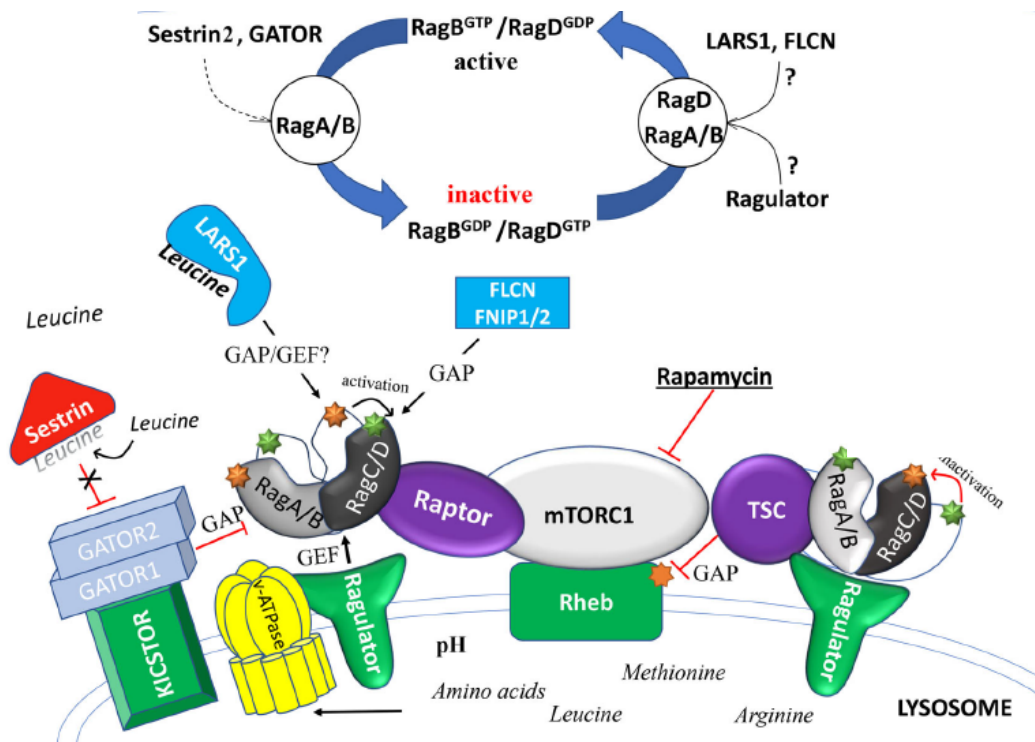 Sestrin2, GATOR
RagB^GTP/RagD^GDP
active
LARS1, FLCN
?
RagA/B
RagD
RagA/B
?
Ragulator
inactive
RagB^GDP/RagD^GTP
LARS1
Leucine
Leucine
FLCN
FNIP1/2
GAP/GEF?
activation
GAP
Rapamycin
Sestrin
Leucine
Leucine
GATOR2
GATOR1
GAP
KICSTOR
RagA/B
RagC/D
GEF
v-ATPase
Ragulator
Raptor
mTORC1
Rheb
GAP
TSC
RagA/B
RagC/D
inactivation
Ragulator
pH
Amino acids
Methionine
Leucine
Arginine
LYSOSOME